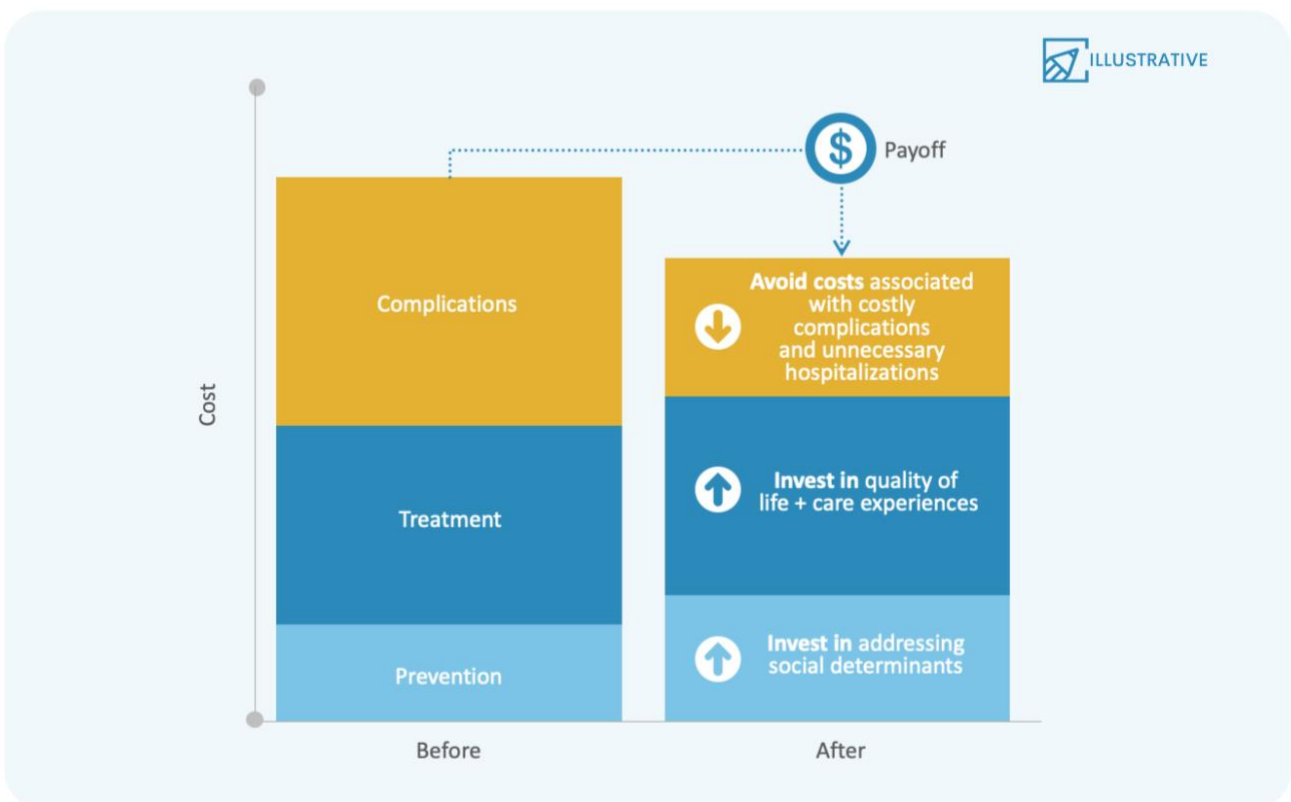 ILLUSTRATIVE
$ Payoff
Cost
Complications
Treatment
Prevention
Avoid costs associated
with costly
complications
and unnecessary
hospitalizations
Invest in quality of
life + care experiences
Invest in addressing
social determinants
Before
After